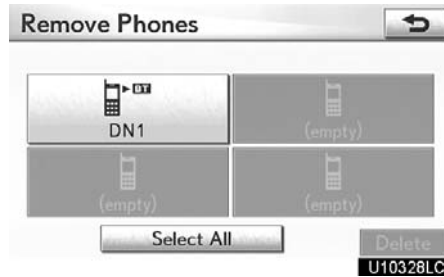 Remove Phones
BT
DN1
(empty)
(empty)
(empty)
Select All
Delete
U10328LC